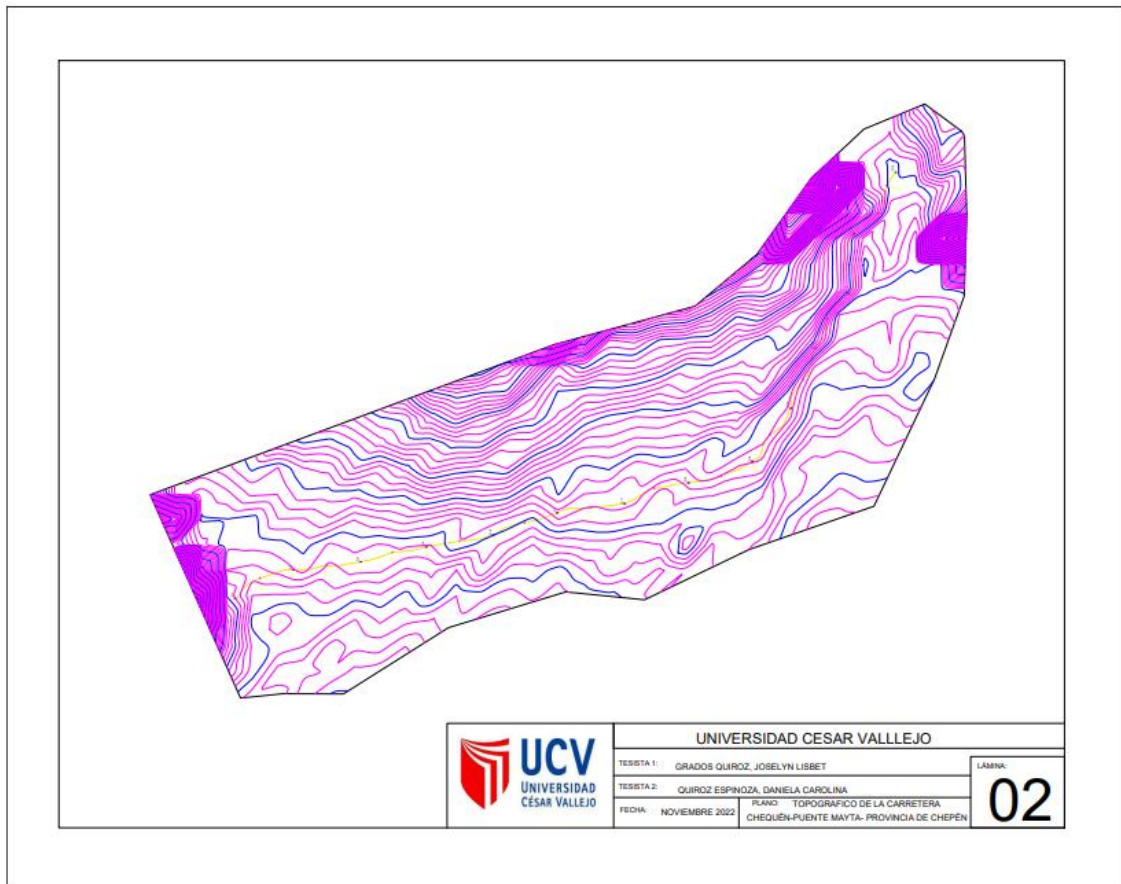 UCV
UNIVERSIDAD
CÉSAR VALLEJO
UNIVERSIDAD CESAR VALLLEJO
TESISTA 1: GRADOS QUIROZ, JOSELYN LISBET
TESISTA 2: QUIROZ ESPINOZA, DANIELA CAROLINA
FECHA: NOVIEMBRE 2022
PLANO: TOPOGRAFICO DE LA CARRETERA
CHEQUÉN-PUENTE MAYTA- PROVINCIA DE CHEPÉN
LÁMINA:
02